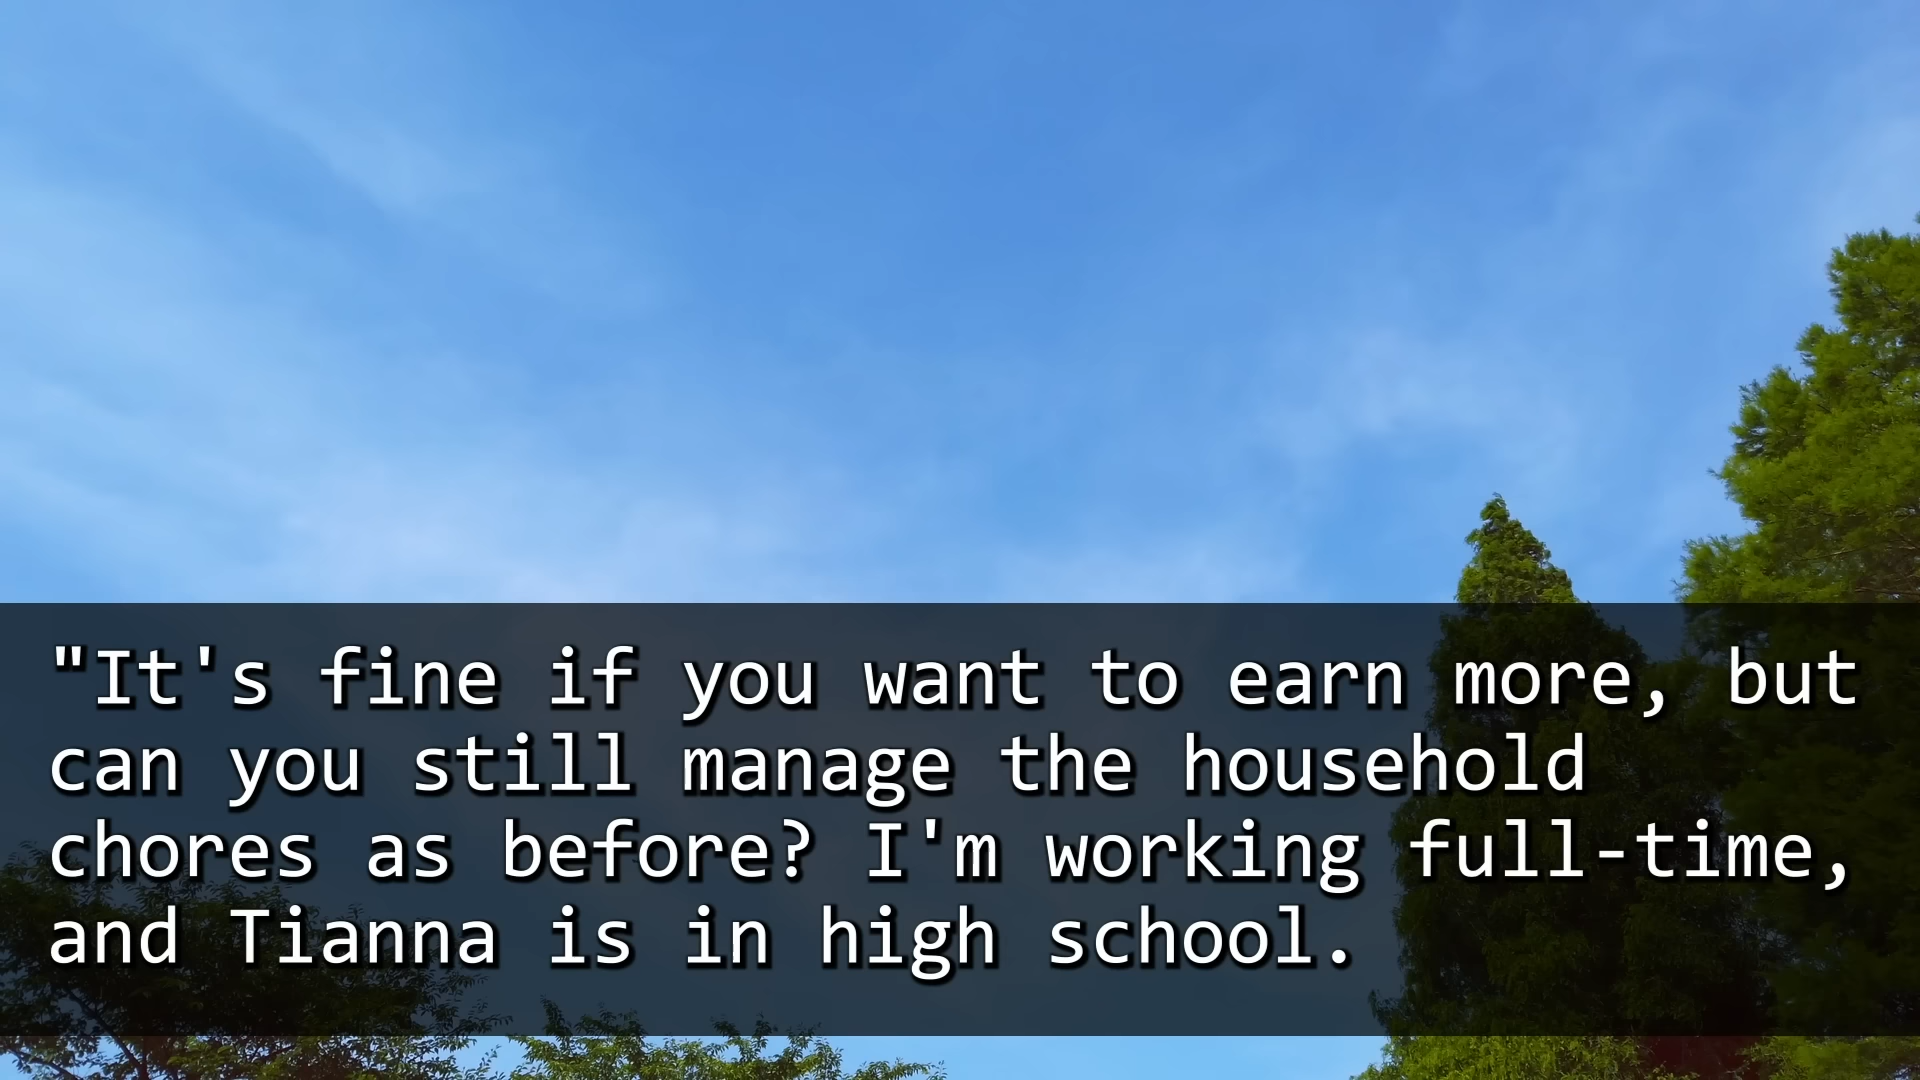 "It's fine if you want to earn more, but
can you still manage the household
chores as before? I'm working full-time,
and Tianna is in high school.